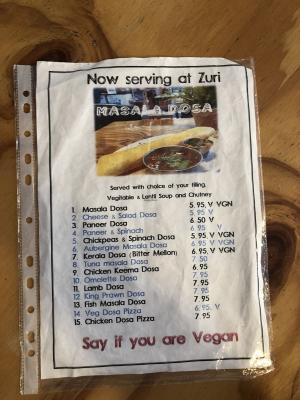 Now serving at Zuri
MASALA DOSA
Served with choice of your filling.
Vegitable & Lentil Soup and Chutney
1. Masala Dosa 5.95, V VGN
2. Cheese & Salad Dosa 5.95 V
3. Paneer Dosa 6.50 V
4. Paneer & Spinach 6.95 V
5. Chickpeas & Spinach Dosa 5.95 V VGN
6. Aubergine Masala Dosa 5.95 V VGN
7. Kerala Dosa (Bitter Mellon) 6.95 V VGN
8. Tuna masala Dosa 7.50
9. Chicken Keema Dosa 6.95
10. Omelette Dosa 7.95
11. Lamb Dosa 7.95
12. King Prawn Dosa 7.95
13. Fish Masala Dosa 7.95
14. Veg Dosa Pizza 6.95. V
15. Chicken Dosa Pizza 7.95
Say if you are Vegan